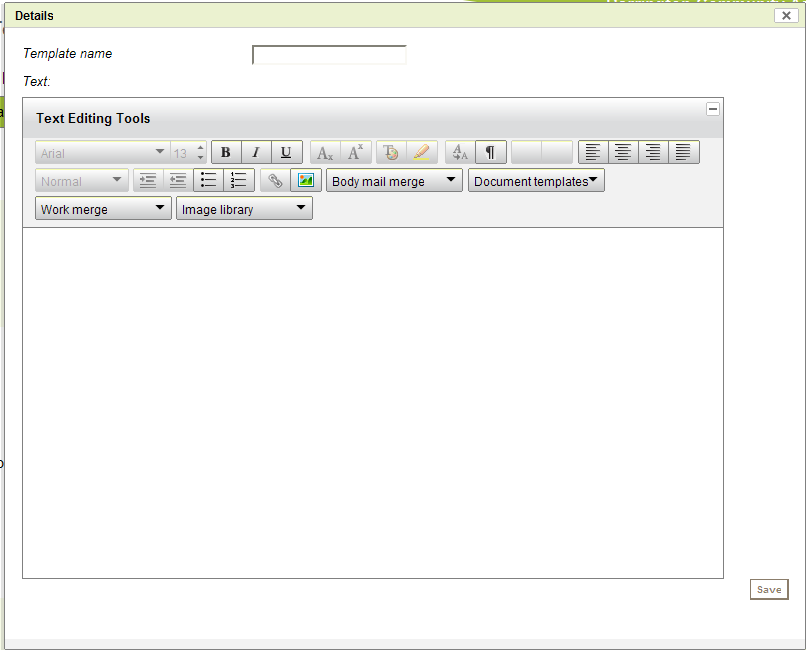 Details
Template name
Text:
Text Editing Tools
Arial 13 B I U
Normal Body mail merge Document templates
Work merge Image library
Save